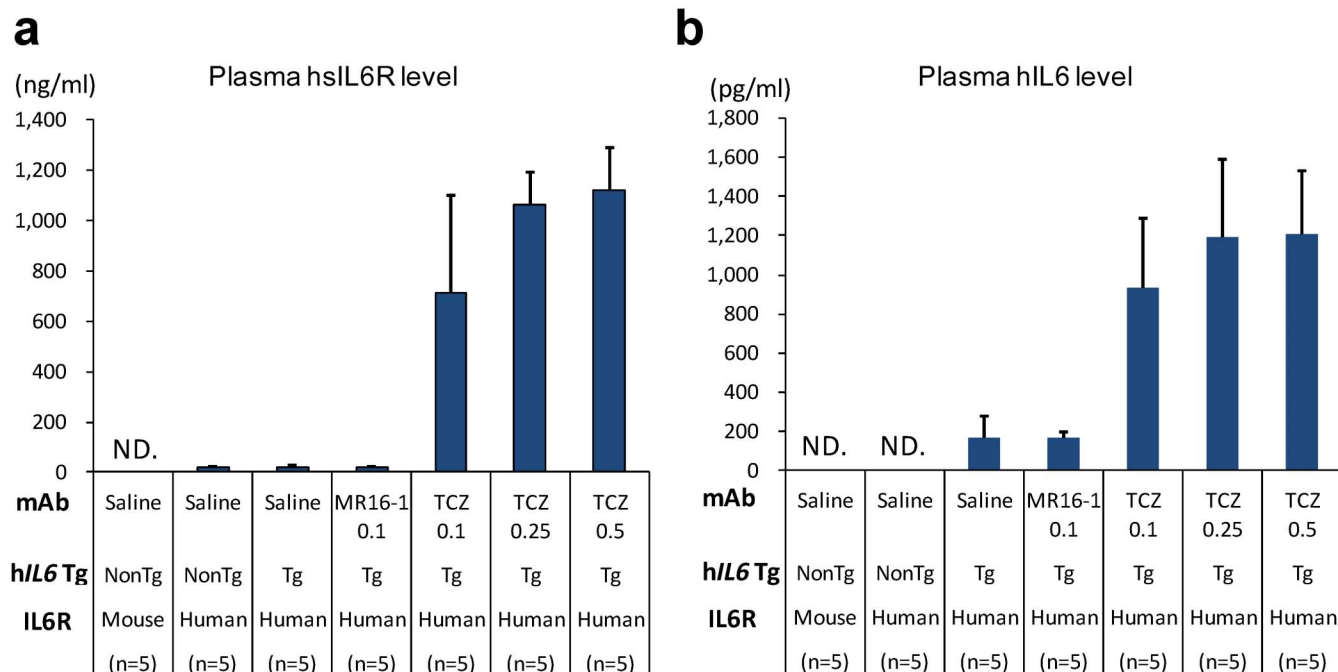 a
Plasma hsIL6R level
(ng/ml)
1,400
1,200
1,000
800
600
400
200
0
ND.
mAb Saline Saline Saline MR16-1 TCZ TCZ TCZ
0.1 0.1 0.25 0.5
hIL6 Tg NonTg NonTg Tg Tg Tg Tg Tg
IL6R Mouse Human Human Human Human Human Human
(n=5) (n=5) (n=5) (n=5) (n=5) (n=5) (n=5)
b
Plasma hIL6 level
(pg/ml)
1,800
1,600
1,400
1,200
1,000
800
600
400
200
0
ND. ND.
mAb Saline Saline Saline MR16-1 TCZ TCZ TCZ
0.1 0.1 0.25 0.5
hIL6 Tg NonTg NonTg Tg Tg Tg Tg Tg
IL6R Mouse Human Human Human Human Human Human
(n=5) (n=5) (n=5) (n=5) (n=5) (n=5) (n=5)